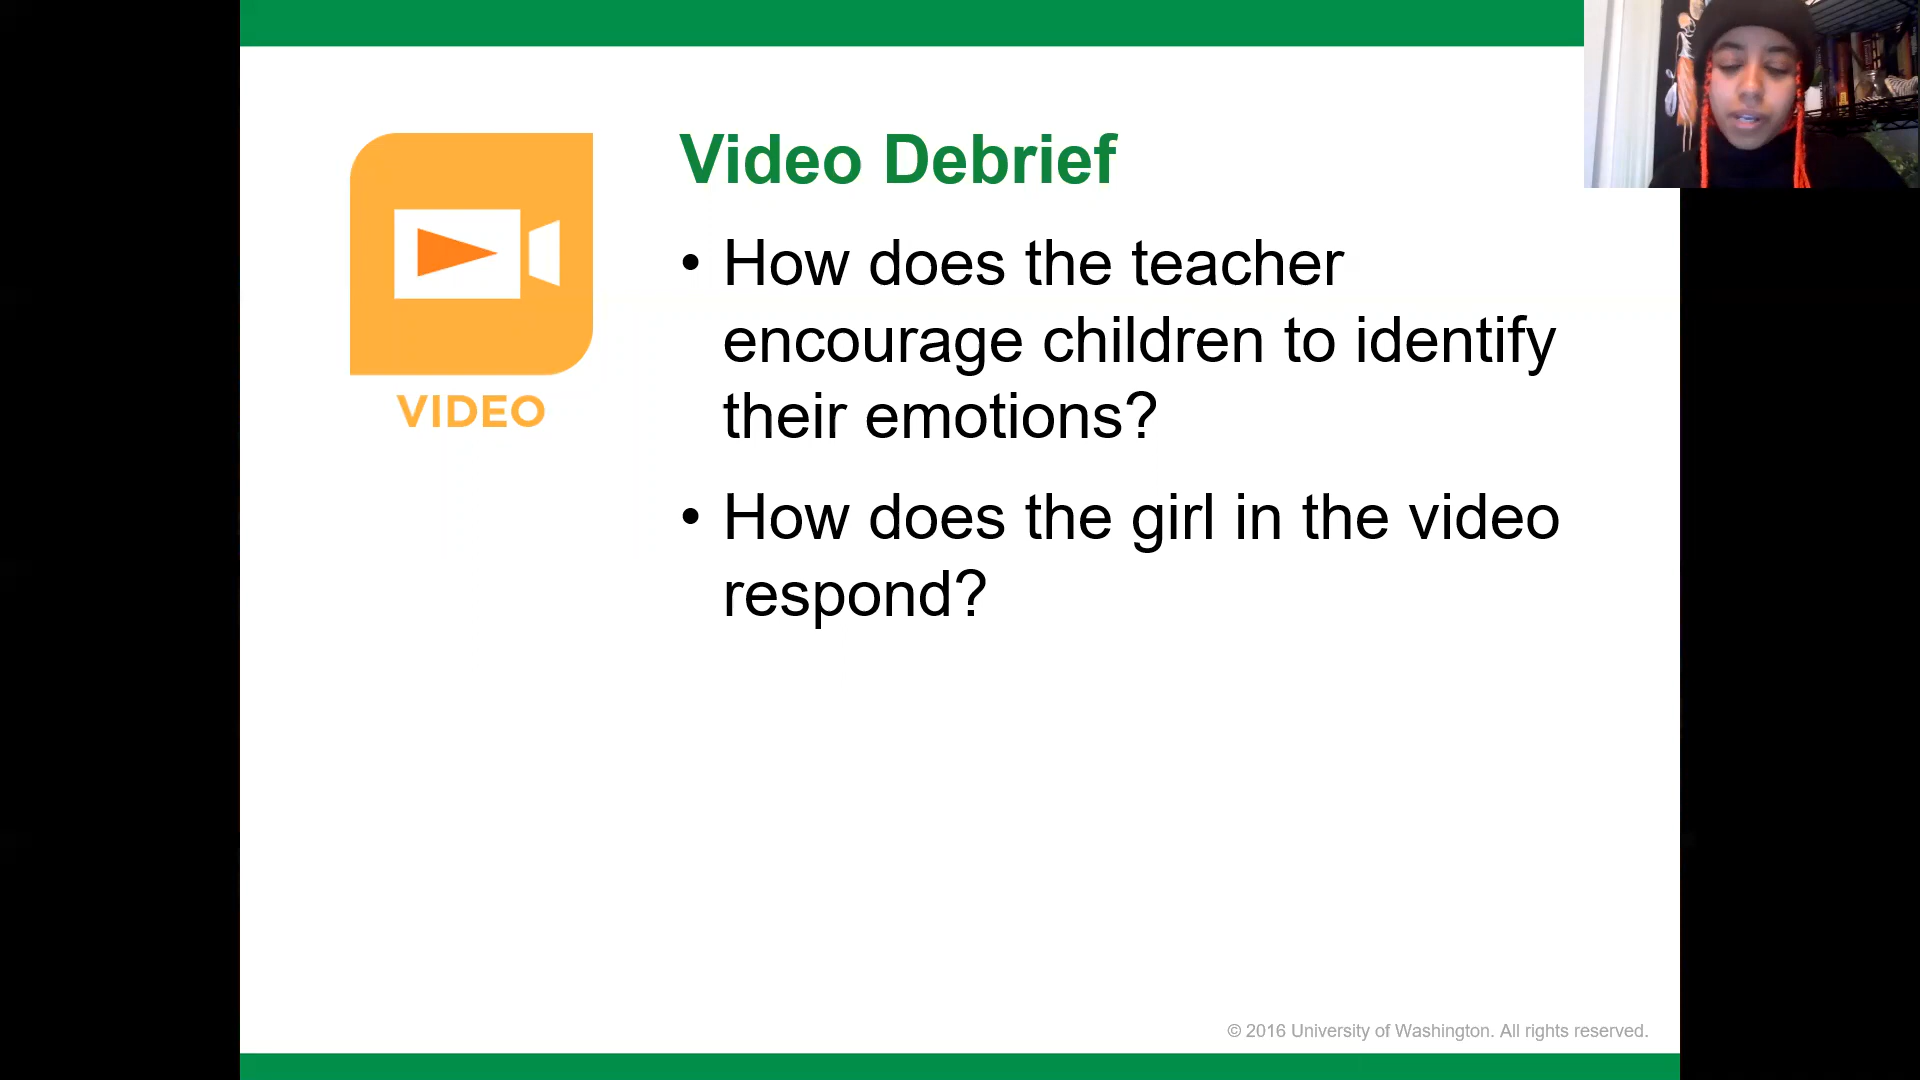 Video Debrief
• How does the teacher
encourage children to identify
their emotions?
• How does the girl in the video
respond?
VIDEO
© 2016 University of Washington. All rights reserved.